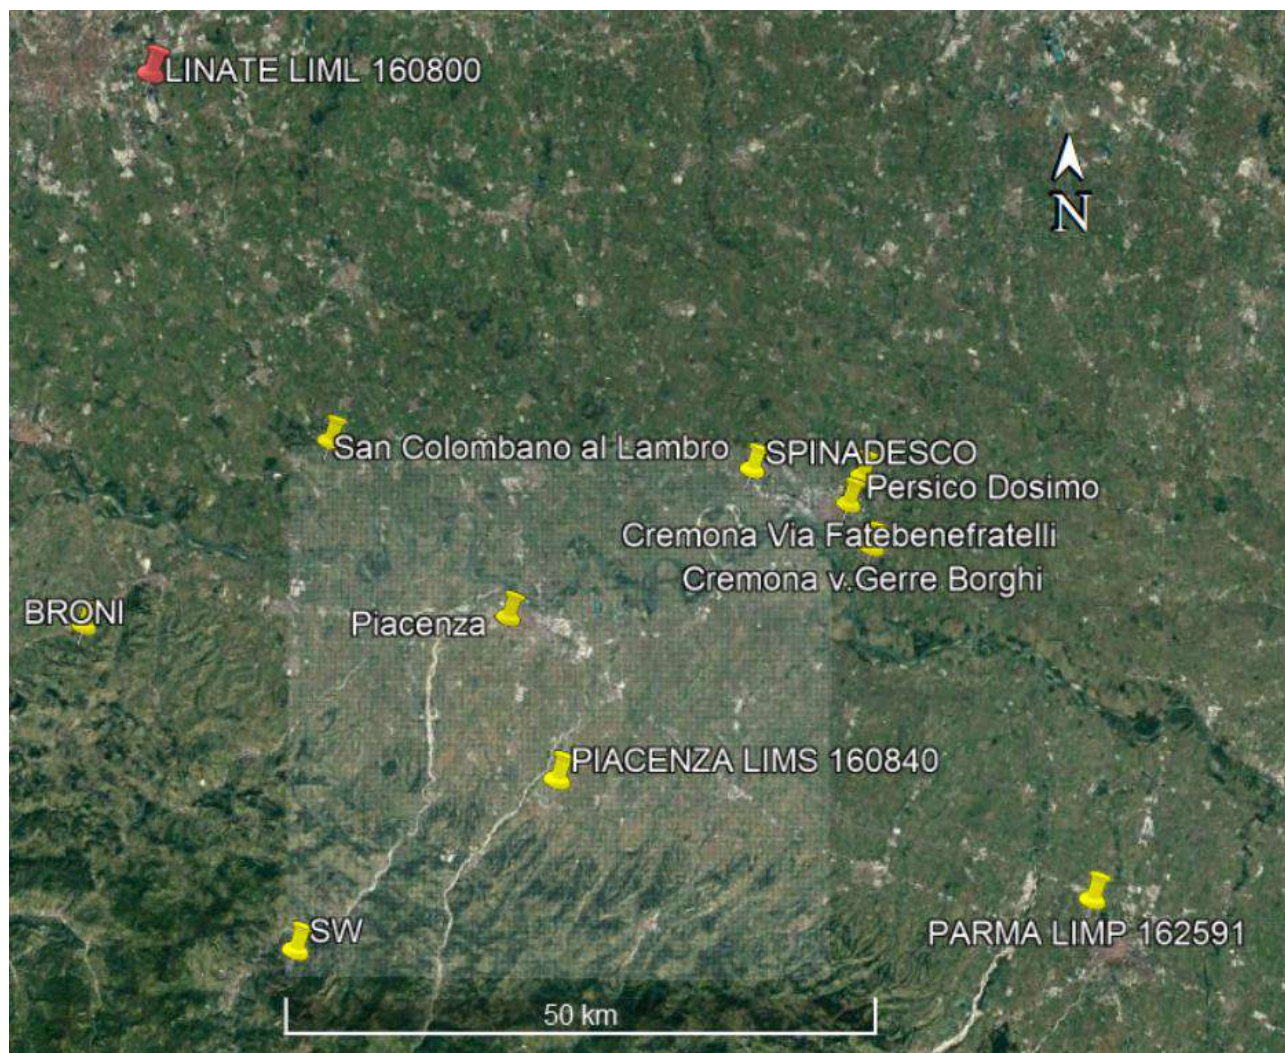 LINATE LIML 160800
N
San Colombano al Lambro
SPINADESCO
Persico Dosimo
Cremona Via Fatebenefratelli
Cremona v.Gerre Borghi
BRONI
Piacenza
PIACENZA LIMS 160840
SW
PARMA LIMP 162591
50 km